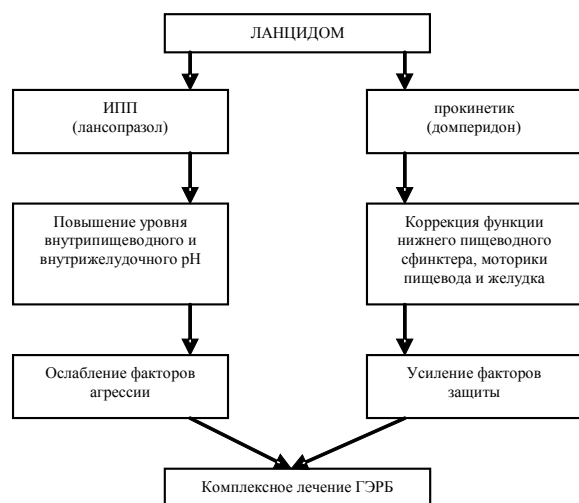 ЛАНЦИДОМ
ИПП
(лансопразол)
прокинетик
(домперидон)
Повышение уровня
внутрипищеводного и
внутрижелудочного pH
Коррекция функции
нижнего пищеводного
сфинктера, моторики
пищевода и желудка
Ослабление факторов
агрессии
Усиление факторов
защиты
Комплексное лечение ГЭРБ